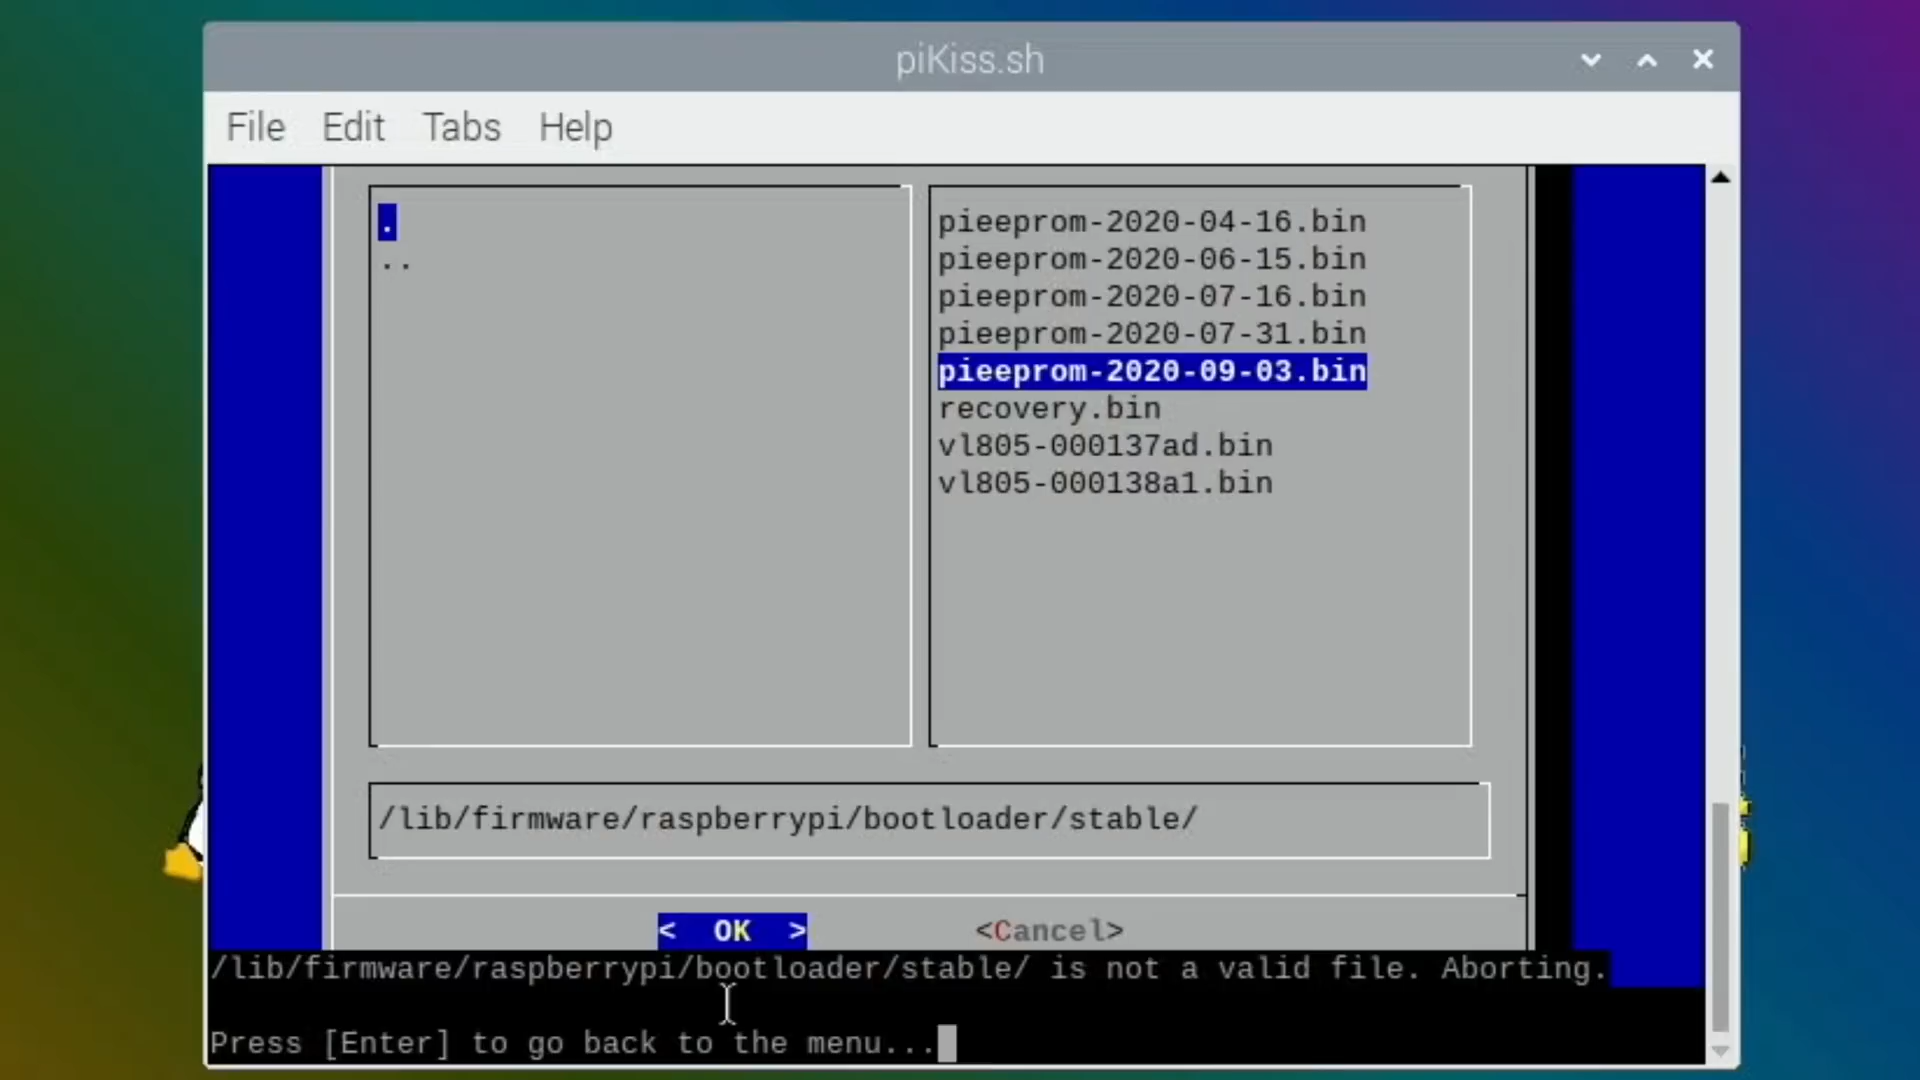 piKiss.sh
File Edit Tabs Help
.
..
pieeprom-2020-04-16.bin
pieeprom-2020-06-15.bin
pieeprom-2020-07-16.bin
pieeprom-2020-07-31.bin
pieeprom-2020-09-03.bin
recovery.bin
vl805-000137ad.bin
vl805-000138a1.bin
/lib/firmware/raspberrypi/bootloader/stable/
< OK > <Cancel>
/lib/firmware/raspberrypi/bootloader/stable/ is not a valid file. Aborting.
Press [Enter] to go back to the menu...